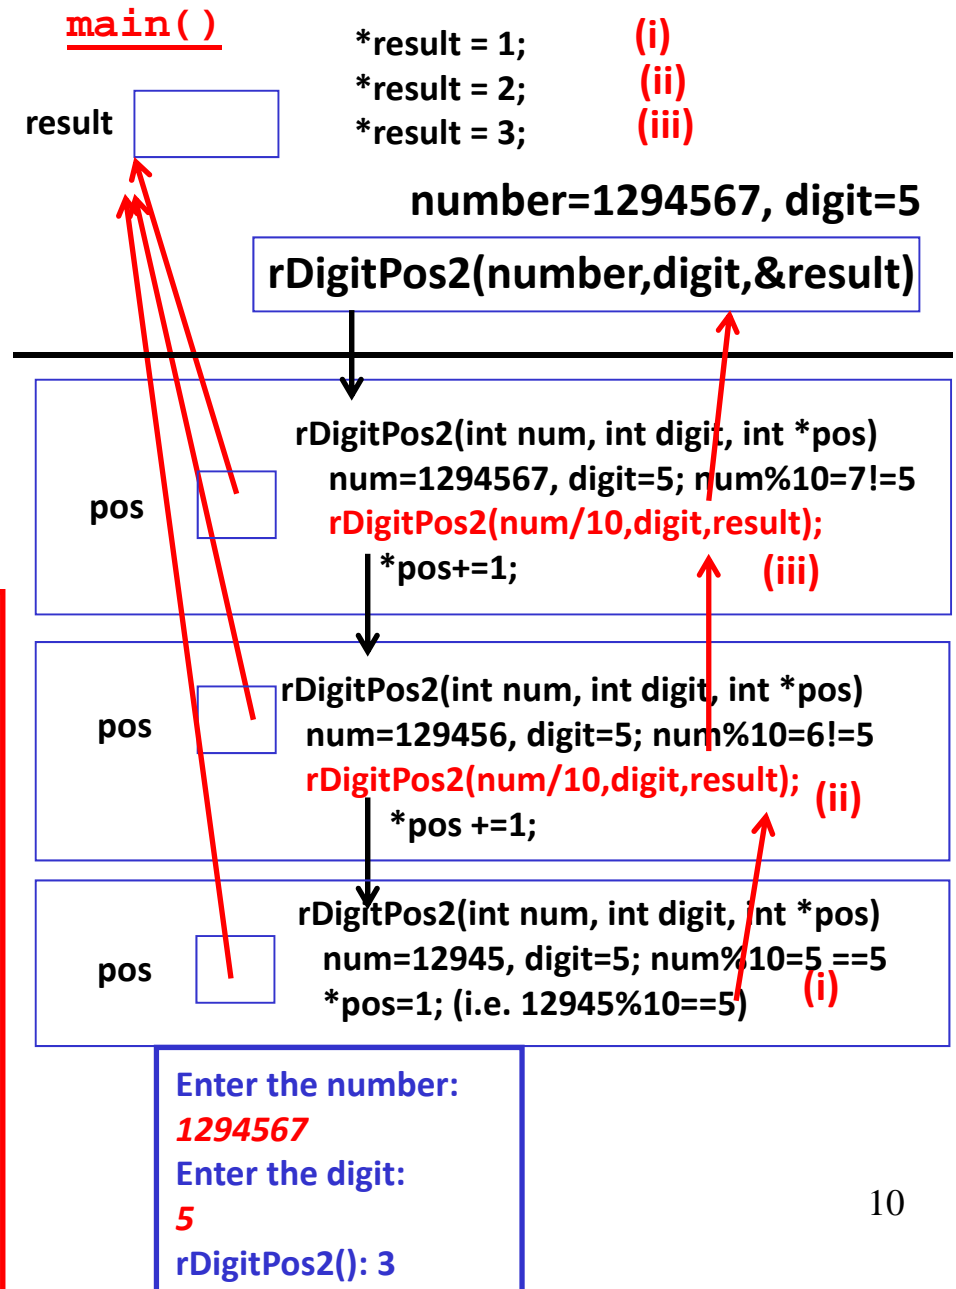 main()
*result = 1; (i)
*result = 2; (ii)
result *result = 3; (iii)
number=1294567, digit=5
rDigitPos2(number,digit,&result)
rDigitPos2(int num, int digit, int *pos)
num=1294567, digit=5; num%10=7!=5
pos
rDigitPos2(num/10,digit,result);
*pos+=1; (iii)
rDigitPos2(int num, int digit, int *pos)
pos
num=129456, digit=5; num%10=6!=5
rDigitPos2(num/10,digit,result); (ii)
*pos +=1;
rDigitPos2(int num, int digit, int *pos)
num=12945, digit=5; num%10=5 ==5
pos
*pos=1; (i.e. 12945%10==5) (i)
Enter the number:
1294567
Enter the digit:
5
rDigitPos2(): 3
10